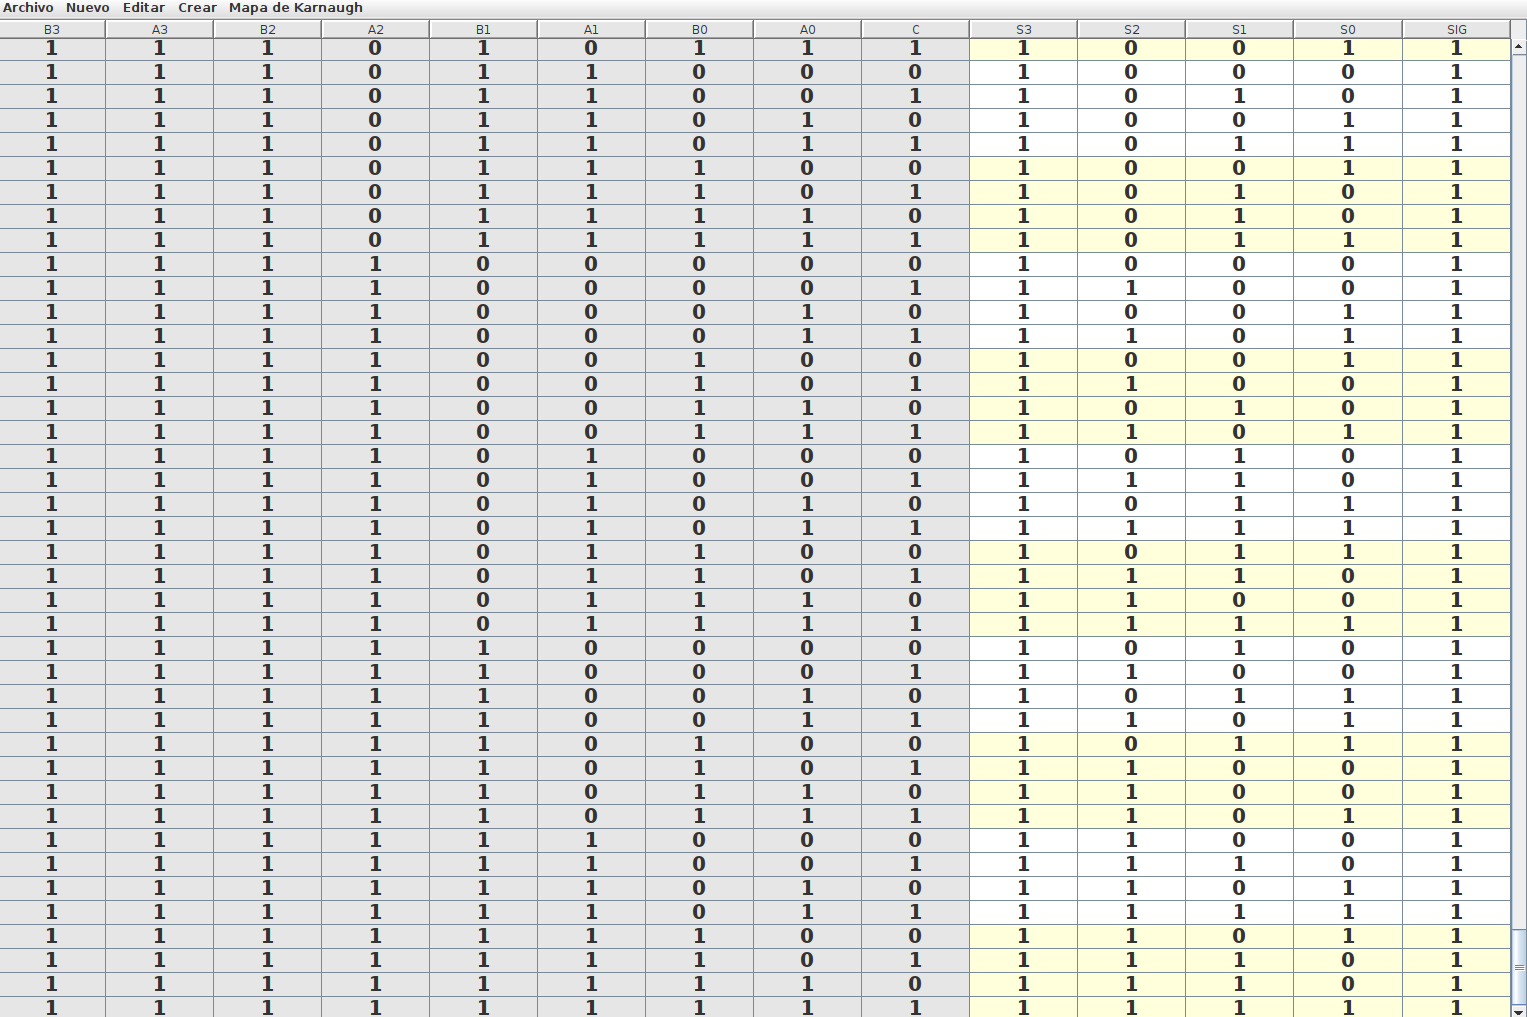 Archivo Nuevo Editar Crear Mapa de Karnaugh
B3 A3 B2 A2 B1 A1 B0 A0 C S3 S2 S1 S0 SIG
1 1 1 0 1 0 1 1 1 1 0 0 1 1
1 1 1 0 1 1 0 0 0 1 0 0 0 1
1 1 1 0 1 1 0 0 1 1 0 1 0 1
1 1 1 0 1 1 0 1 0 1 0 0 1 1
1 1 1 0 1 1 0 1 1 1 0 1 1 1
1 1 1 0 1 1 1 0 0 1 0 0 1 1
1 1 1 0 1 1 1 0 1 1 0 1 0 1
1 1 1 0 1 1 1 1 0 1 0 1 0 1
1 1 1 0 1 1 1 1 1 1 0 1 1 1
1 1 1 1 0 0 0 0 0 1 0 0 0 1
1 1 1 1 0 0 0 0 1 1 1 0 0 1
1 1 1 1 0 0 0 1 0 1 0 0 1 1
1 1 1 1 0 0 0 1 1 1 1 0 1 1
1 1 1 1 0 0 1 0 0 1 0 0 1 1
1 1 1 1 0 0 1 0 1 1 1 0 0 1
1 1 1 1 0 0 1 1 0 1 0 1 0 1
1 1 1 1 0 0 1 1 1 1 1 0 1 1
1 1 1 1 0 1 0 0 0 1 0 1 0 1
1 1 1 1 0 1 0 0 1 1 1 1 0 1
1 1 1 1 0 1 0 1 0 1 0 1 1 1
1 1 1 1 0 1 0 1 1 1 1 1 1 1
1 1 1 1 0 1 1 0 0 1 0 1 1 1
1 1 1 1 0 1 1 0 1 1 1 1 0 1
1 1 1 1 0 1 1 1 0 1 1 0 0 1
1 1 1 1 0 1 1 1 1 1 1 1 1 1
1 1 1 1 1 0 0 0 0 1 0 1 0 1
1 1 1 1 1 0 0 0 1 1 1 0 0 1
1 1 1 1 1 0 0 1 0 1 0 1 1 1
1 1 1 1 1 0 0 1 1 1 1 0 1 1
1 1 1 1 1 0 1 0 0 1 0 1 1 1
1 1 1 1 1 0 1 0 1 1 1 0 0 1
1 1 1 1 1 0 1 1 0 1 1 0 0 1
1 1 1 1 1 0 1 1 1 1 1 0 1 1
1 1 1 1 1 1 0 0 0 1 1 0 0 1
1 1 1 1 1 1 0 0 1 1 1 1 0 1
1 1 1 1 1 1 0 1 0 1 1 0 1 1
1 1 1 1 1 1 0 1 1 1 1 1 1 1
1 1 1 1 1 1 1 0 0 1 1 0 1 1
1 1 1 1 1 1 1 0 1 1 1 1 0 1
1 1 1 1 1 1 1 1 0 1 1 1 0 1
1 1 1 1 1 1 1 1 1 1 1 1 1 1